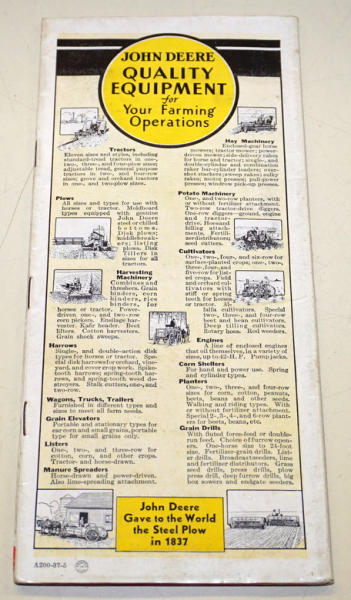 JOHN DEERE
QUALITY
EQUIPMENT
for
Your Farming
Operations
Tractors
Eleven sizes and styles, including
standard-tread tractors in one-,
two-, three-, and four-plow sizes;
adjustable tread, general purpose
tractors in two-, and four-row
sizes; grove and orchard tractors
in one-, and two-plow sizes.
Plows
All sizes and types for use with
horses or tractor. Moldboard
types equipped with genuine
John Deere
steel or chilled
bottoms.
Disk plows;
middlebreak-
ers; listing
plows. Disk
Tillers in
sizes for all
tractors.
Harvesting
Machinery
Combines and
threshers. Grain
binders, corn
binders, rice
binders, for
horses or tractor. Power-
driven one-, and two-row
corn pickers. Ensilage har-
vester. Kafir header. Beet
lifters. Cotton harvesters.
Grain shock sweeps.
Harrows
Single-, and double-action disk
types for horses or tractor. Spe-
cial disk harrows for orchard, vine-
yard, and cover crop work. Spike-
tooth harrows; spring-tooth har-
rows, and spring-tooth weed de-
stroyers. Stalk cutters, one-, and
two-row.
Wagons, Trucks, Trailers
Furnished in different types and
sizes to meet all farm needs.
Grain Elevators
Portable and stationary types for
ear corn and small grains, portable
type for small grains only.
Listers
One-, two-, and three-row for
cotton, corn, and other crops.
Tractor- and horse-drawn.
Manure Spreaders
Horse-drawn and power-driven.
Also lime-spreading attachment.
Hay Machinery
Enclosed-gear horse
mowers; tractor mower; power-
driven mower; side-delivery rakes
for horse and tractor; single-, and
double-cylinder and combination
raker bar-cylinder loaders; over-
shot stackers; sweep rakes; sulky
rakes; motor presses; pull-power
presses; windrow pick-up presses.
Potato Machinery
One-, and two-row planters, with
or without fertilizer attachment.
Two-row tractor-drive diggers.
One-row diggers—ground, engine
and tractor-
drive. Hoes and
hilling attach-
ments. Fertili-
zer distributors;
seed cutters.
Cultivators
One-, two-, four-, and six-row for
surface-planted crops; one-, two-,
three-, four-, and
five-row for list-
ed crops. Field
and orchard cul-
tivators with
stiff or spring
teeth for horses
or tractor. Al-
falfa cultivators. Special
two-, three-, and four-row
beet and bean cultivators.
Deep tilling cultivators.
Rotary hoes. Rod weeders.
Engines
A line of enclosed engines
that oil themselves, in a variety of
sizes, up to 45-H. P. Pump jacks.
Corn Shellers
For hand and power use. Spring
and cylinder types.
Planters
One-, two-, three-, and four-row
sizes for corn, cotton, peanuts,
beets, beans and other seeds.
Walking and riding types. With
or without fertilizer attachment.
Special 2-, 3-, 4-, and 6-row plant-
ers for beets, beans, etc.
Grain Drills
With fluted force-feed or double-
run feed. Choice of furrow open-
ers. One-horse size to 24-foot
size. Fertilizer-grain drills. List-
er drills. Broadcast seeders, lime
and fertilizer distributors. Grass
seed drills, press drills, plow
press drill, deep furrow drills, big
box sowers and endgate seeders.
John Deere
Gave to the World
the Steel Plow
in 1837
A200-37-5